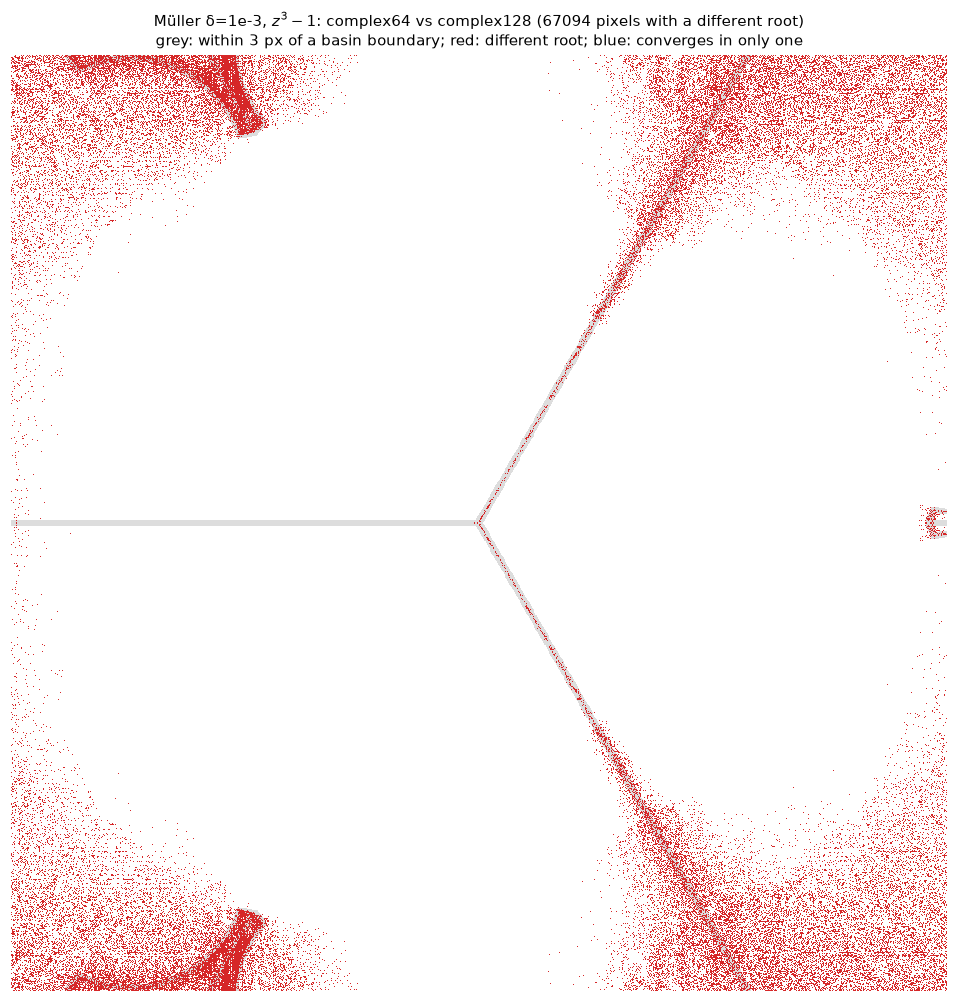 Müller δ=1e-3, $z^3 - 1$: complex64 vs complex128 (67094 pixels with a different root)
grey: within 3 px of a basin boundary; red: different root; blue: converges in only one